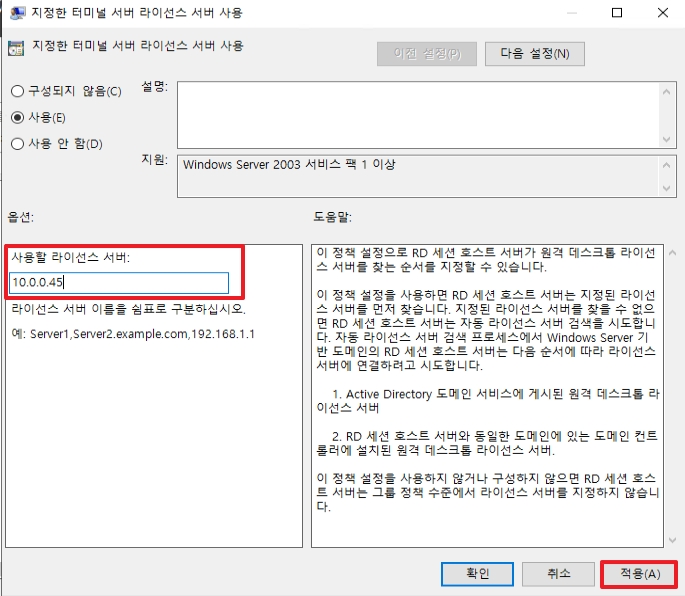 지정한 터미널 서버 라이선스 서버 사용
지정한 터미널 서버 라이선스 서버 사용
이전 설정(P)
다음 설정(N)
구성되지 않음(C)
설명:
사용(E)
사용 안 함(D)
지원:
Windows Server 2003 서비스 팩 1 이상
옵션:
도움말:
사용할 라이선스 서버:
10.0.0.45
라이선스 서버 이름을 쉼표로 구분하십시오.
예: Server1,Server2.example.com,192.168.1.1
이 정책 설정으로 RD 세션 호스트 서버가 원격 데스크톱 라이선
스 서버를 찾는 순서를 지정할 수 있습니다.
이 정책 설정을 사용하면 RD 세션 호스트 서버는 지정된 라이선
스 서버를 먼저 찾습니다. 지정된 라이선스 서버를 찾을 수 없으
면 RD 세션 호스트 서버는 자동 라이선스 서버 검색을 시도합니
다. 자동 라이선스 서버 검색 프로세스에서 Windows Server 기
반 도메인의 RD 세션 호스트 서버는 다음 순서에 따라 라이선스
서버에 연결하려고 시도합니다.
1. Active Directory 도메인 서비스에 게시된 원격 데스크톱 라
이선스 서버
2. RD 세션 호스트 서버와 동일한 도메인에 있는 도메인 컨트
롤러에 설치된 원격 데스크톱 라이선스 서버.
이 정책 설정을 사용하지 않거나 구성하지 않으면 RD 세션 호스
트 서버는 그룹 정책 수준에서 라이선스 서버를 지정하지 않습니
다.
확인
취소
적용(A)